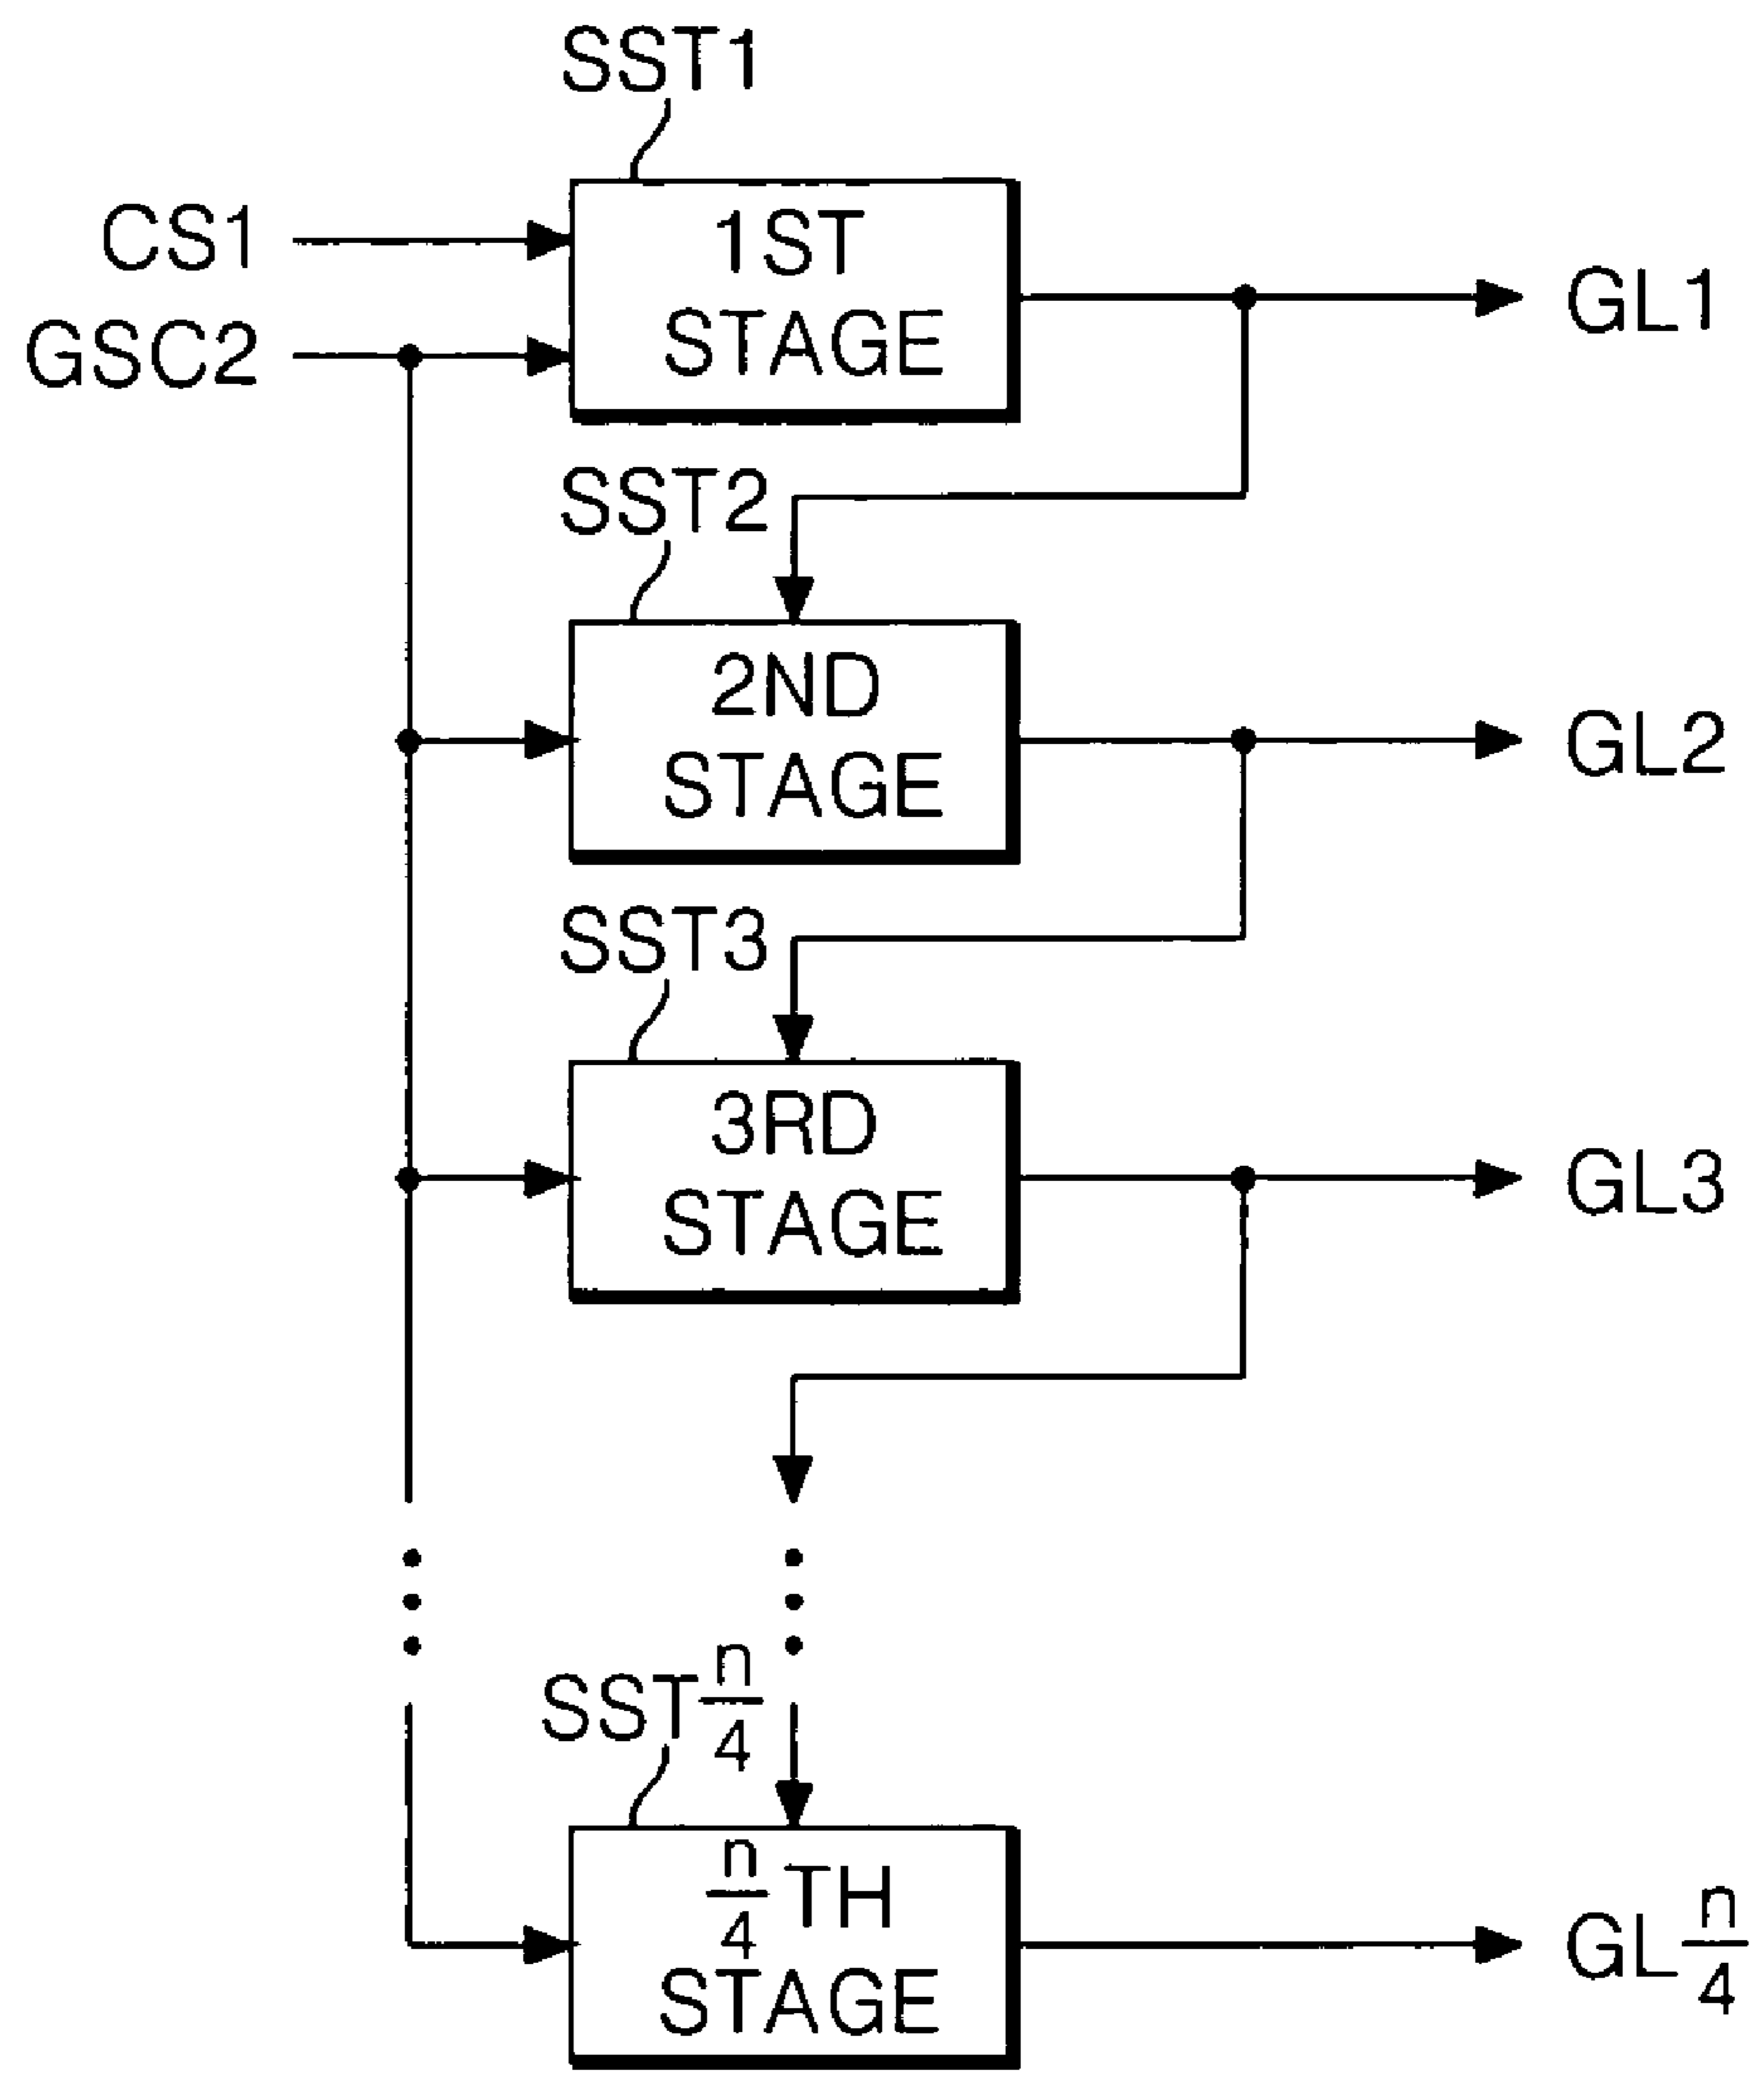 SST1
CS1
GSC2
1ST
STAGE
GL1
SST2
2ND
STAGE
GL2
SST3
3RD
STAGE
GL3
SST n/4
n/4 TH
STAGE
GL n/4